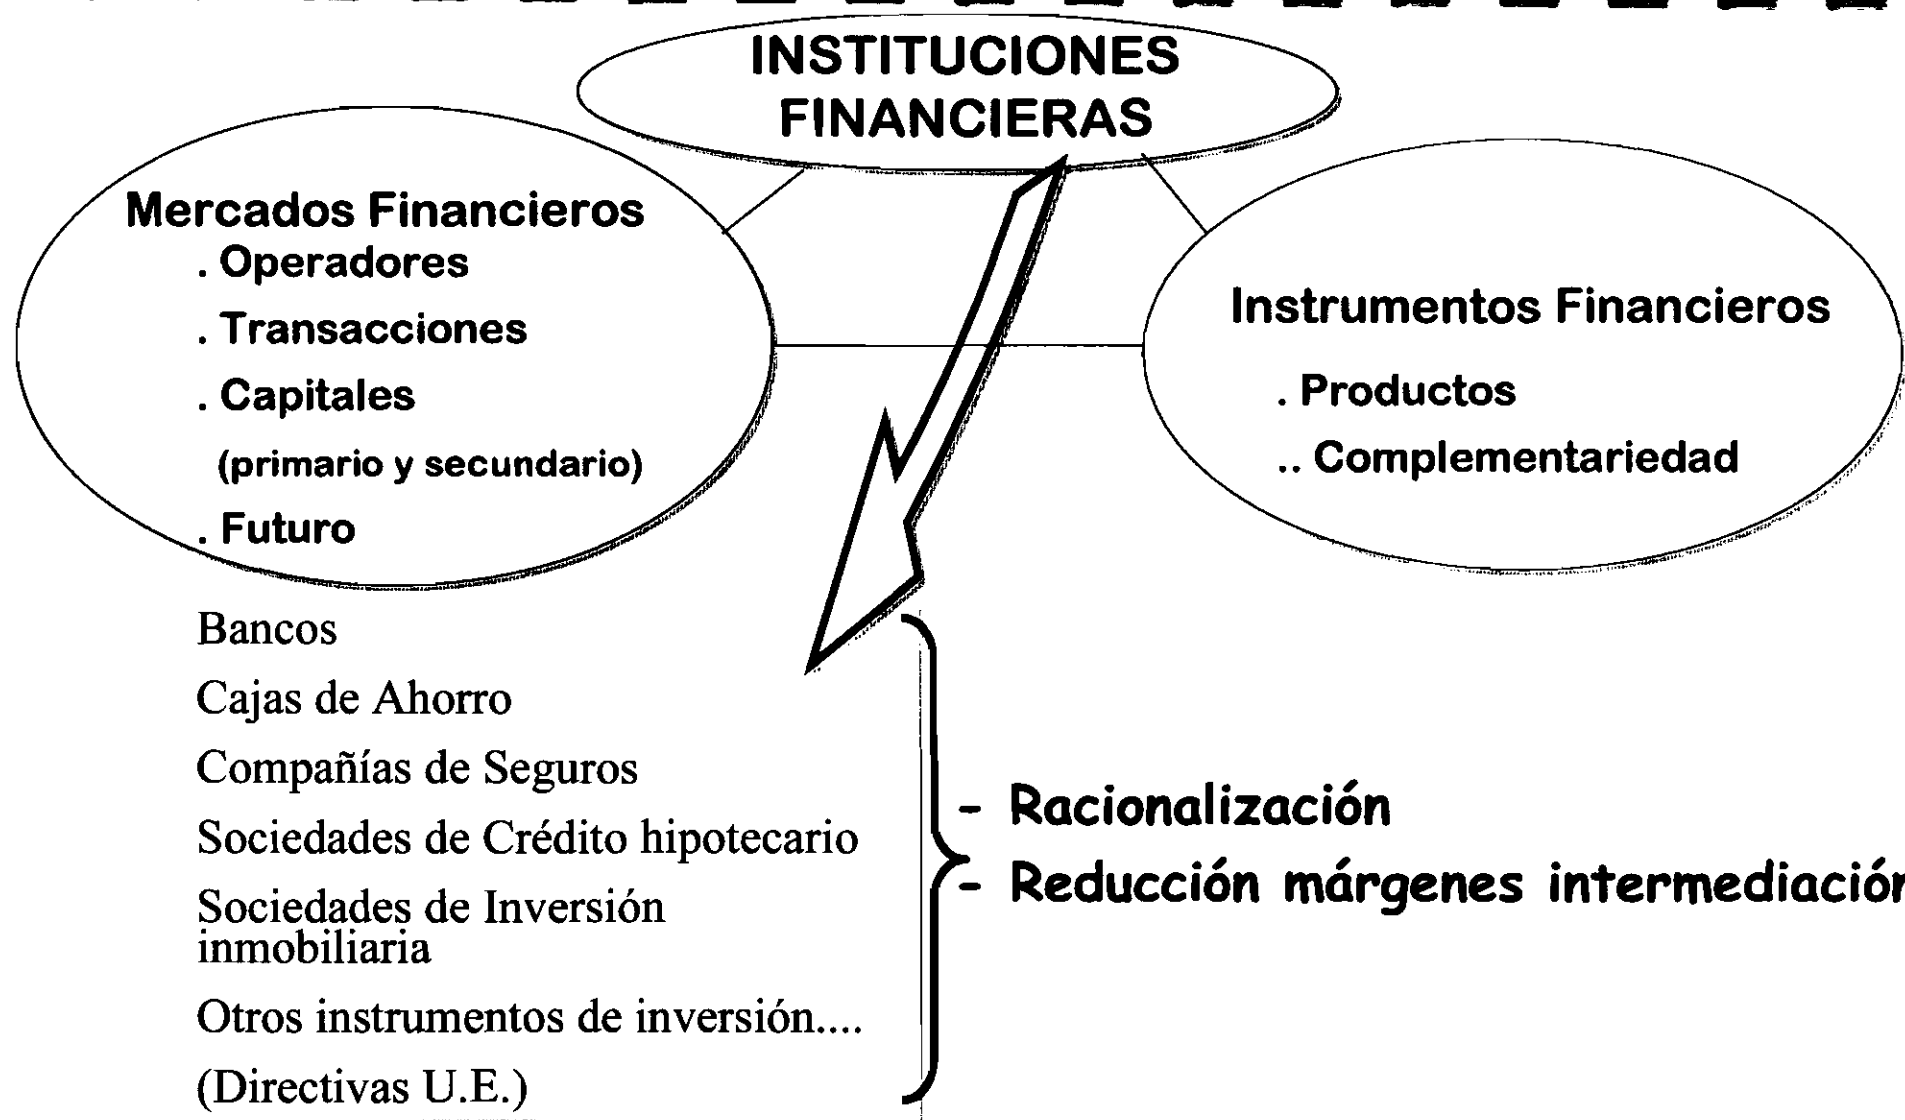 INSTITUCIONES
FINANCIERAS
Mercados Financieros
. Operadores
. Transacciones
. Capitales
(primario y secundario)
. Futuro
Instrumentos Financieros
. Productos
.. Complementariedad
Bancos
Cajas de Ahorro
Compañías de Seguros
Sociedades de Crédito hipotecario
Sociedades de Inversión
inmobiliaria
Otros instrumentos de inversión....
(Directivas U.E.)
- Racionalización
- Reducción márgenes intermediación